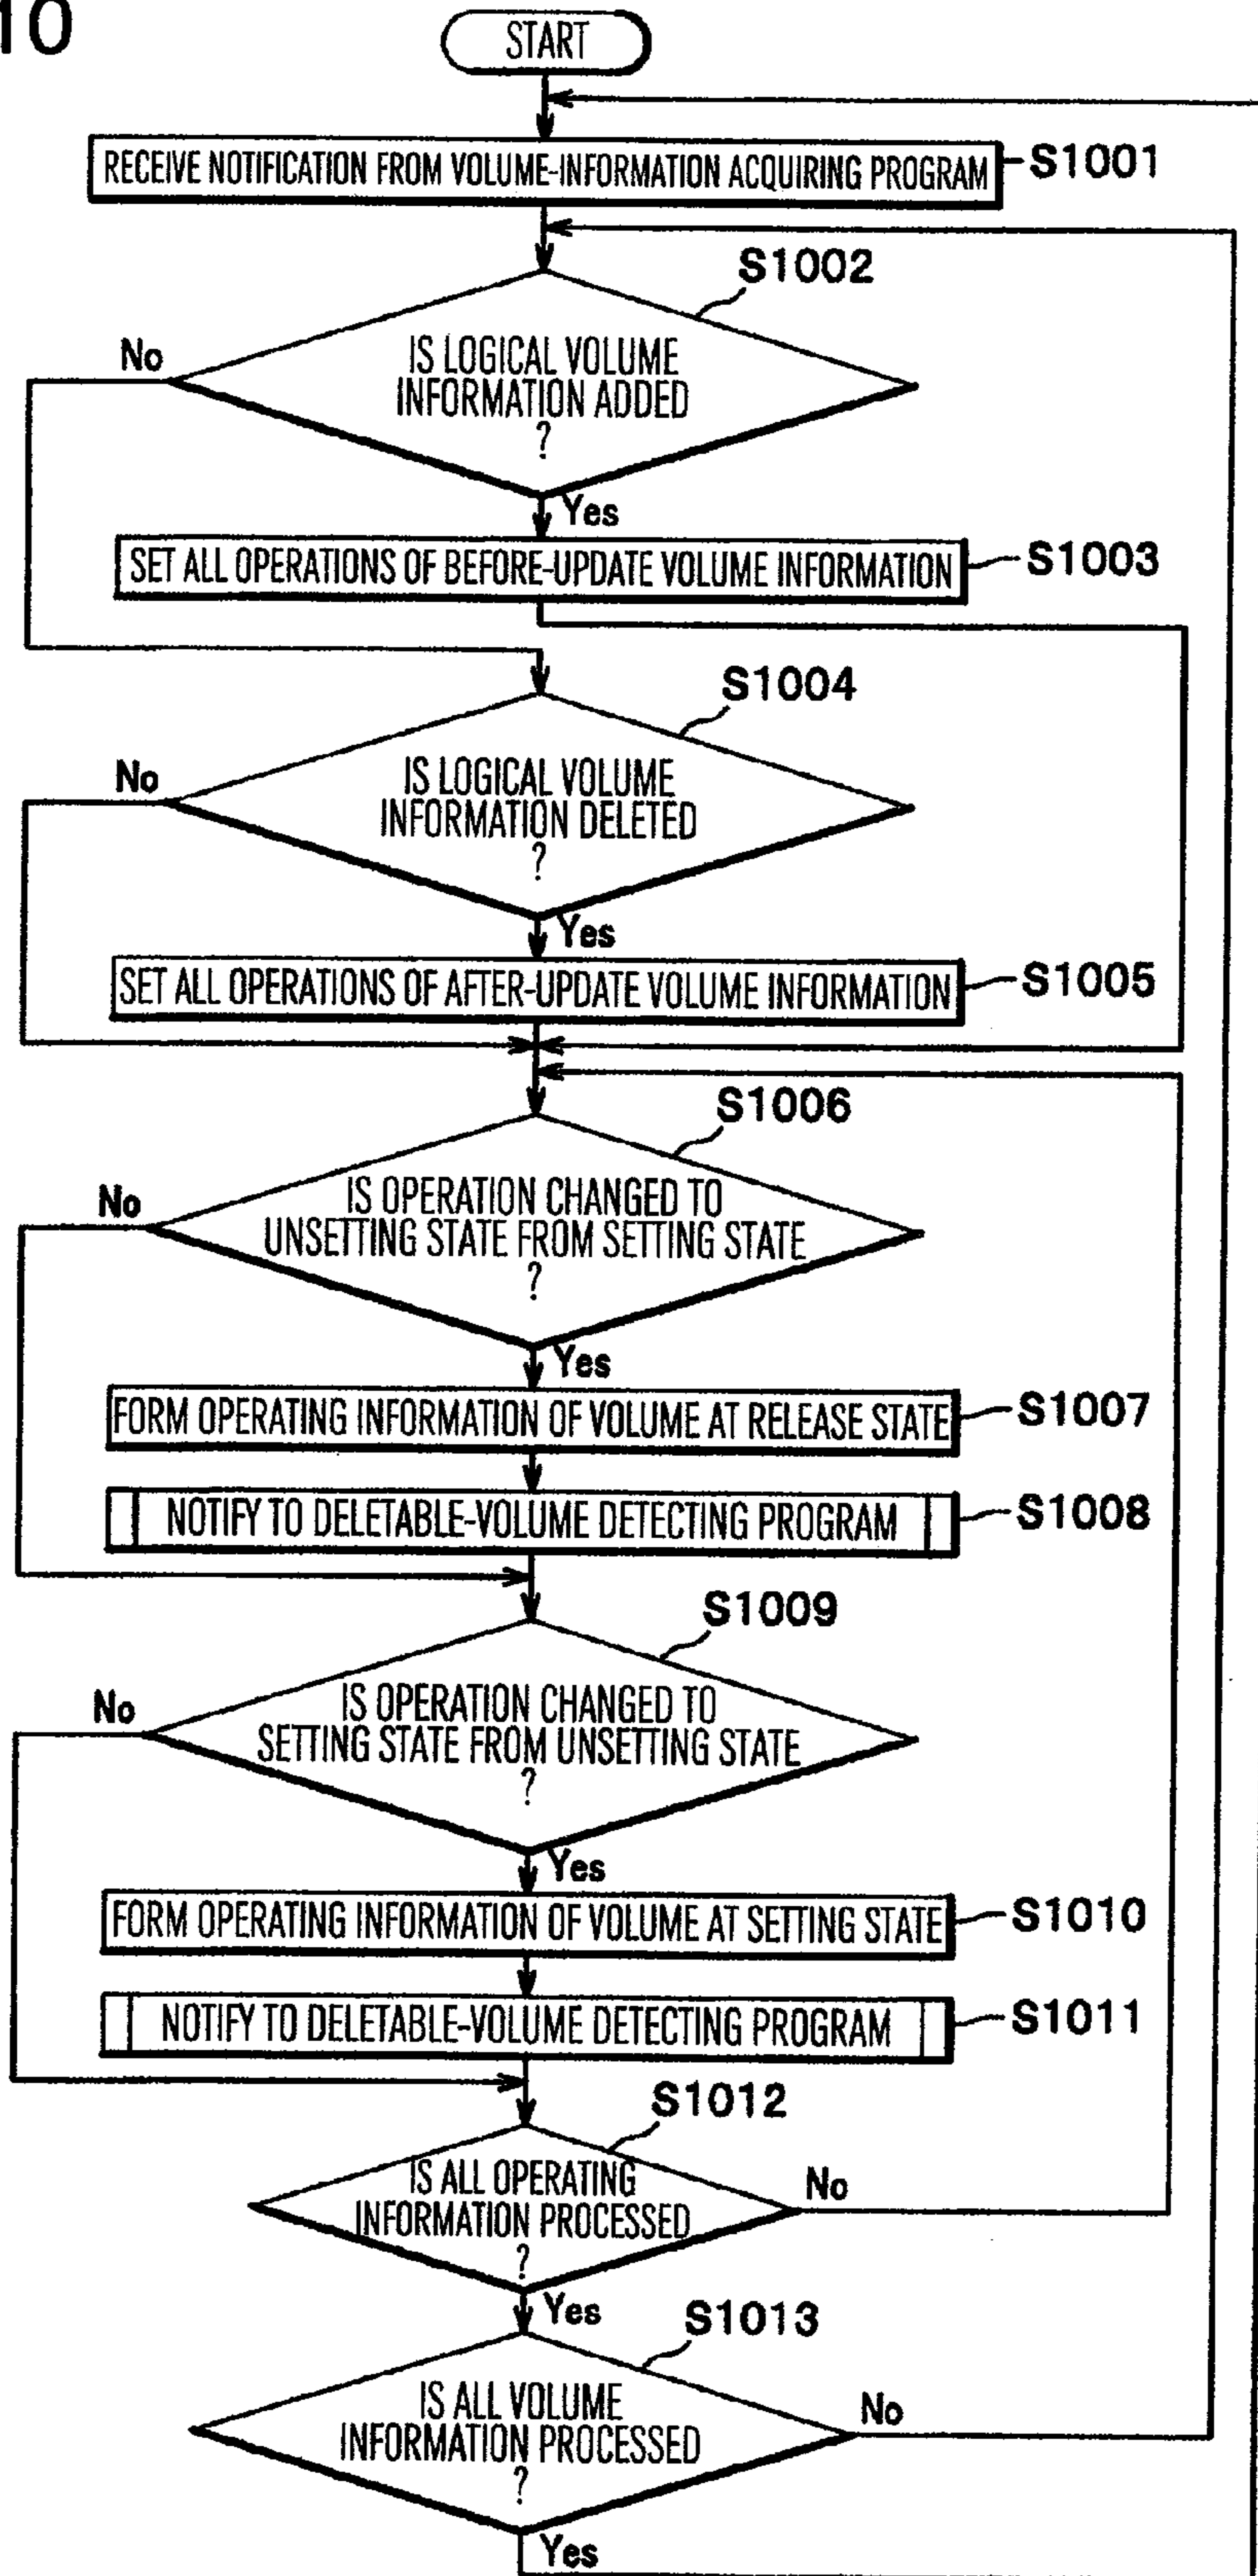 10
START
RECEIVE NOTIFICATION FROM VOLUME-INFORMATION ACQUIRING PROGRAM
S1001
S1002
No
IS LOGICAL VOLUME
INFORMATION ADDED
?
Yes
SET ALL OPERATIONS OF BEFORE-UPDATE VOLUME INFORMATION
S1003
S1004
No
IS LOGICAL VOLUME
INFORMATION DELETED
?
Yes
SET ALL OPERATIONS OF AFTER-UPDATE VOLUME INFORMATION
S1005
S1006
No
IS OPERATION CHANGED TO
UNSETTING STATE FROM SETTING STATE
?
Yes
FORM OPERATING INFORMATION OF VOLUME AT RELEASE STATE
S1007
NOTIFY TO DELETABLE-VOLUME DETECTING PROGRAM
S1008
S1009
No
IS OPERATION CHANGED TO
SETTING STATE FROM UNSETTING STATE
?
Yes
FORM OPERATING INFORMATION OF VOLUME AT SETTING STATE
S1010
NOTIFY TO DELETABLE-VOLUME DETECTING PROGRAM
S1011
S1012
IS ALL OPERATING
INFORMATION PROCESSED
?
No
Yes
S1013
IS ALL VOLUME
INFORMATION PROCESSED
?
No
Yes